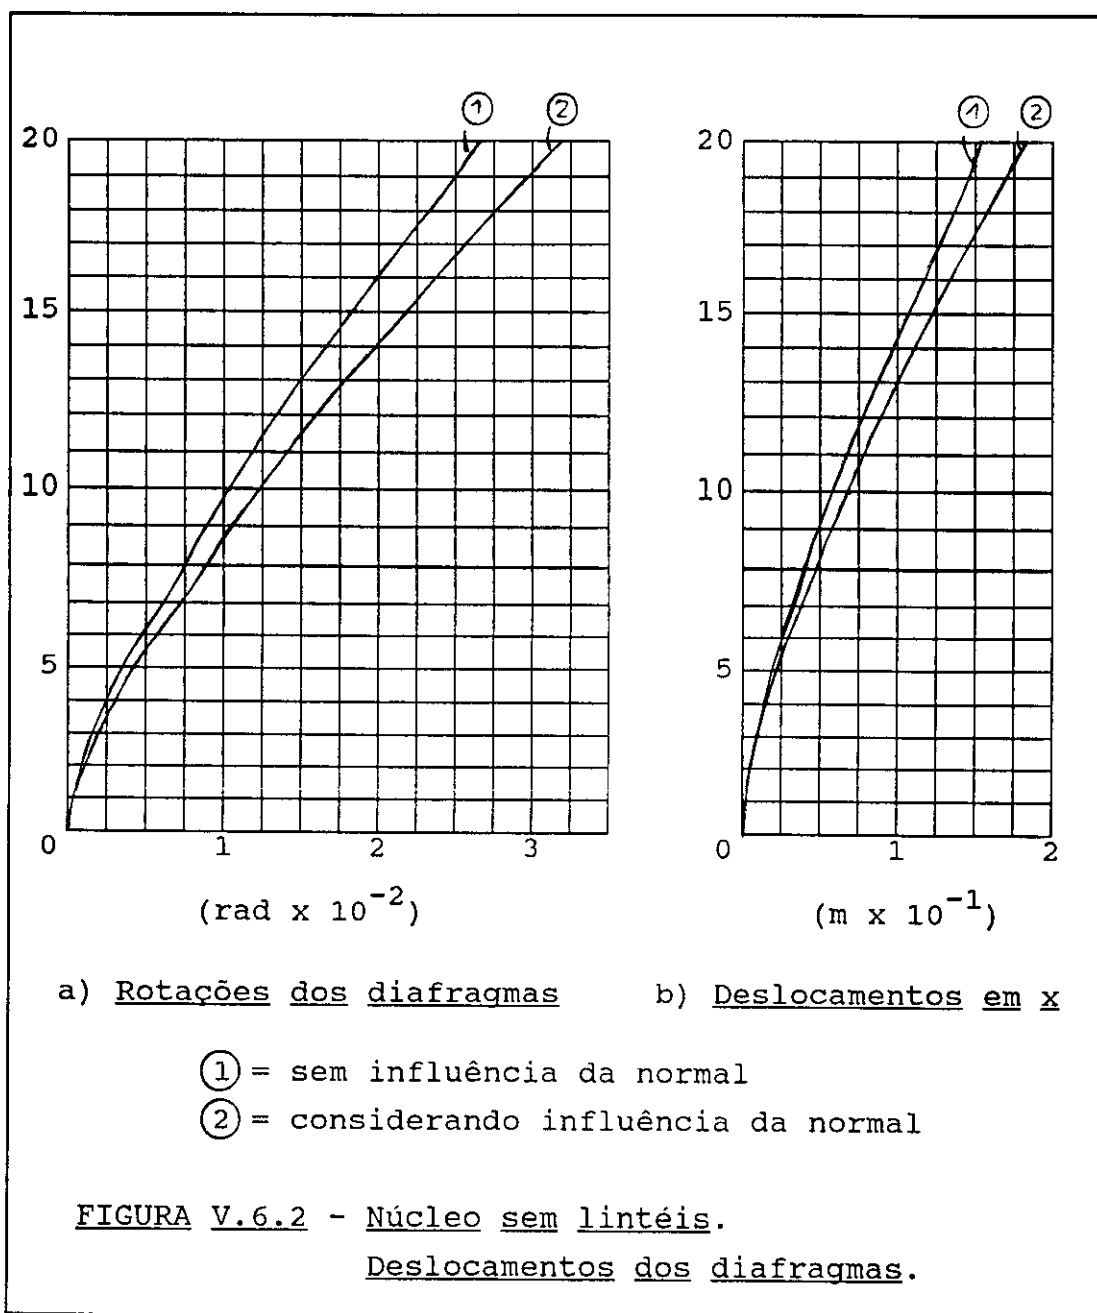 ① ②
20
15
10
5
0 1 2 3
(rad x 10⁻²)
a) Rotações dos diafragmas
① ②
20
15
10
5
0 1 2
(m x 10⁻¹)
b) Deslocamentos em x
① = sem influência da normal
② = considerando influência da normal
FIGURA V.6.2 - Núcleo sem lintéis.
Deslocamentos dos diafragmas.